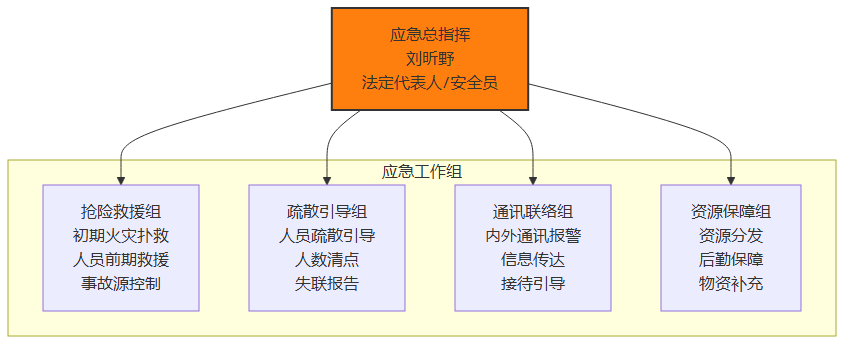 应急总指挥
刘昕野
法定代表人/安全员
应急工作组
抢险救援组
初期火灾扑救
人员前期救援
事故源控制
疏散引导组
人员疏散引导
人数清点
失联报告
通讯联络组
内外通讯报警
信息传达
接待引导
资源保障组
资源分发
后勤保障
物资补充